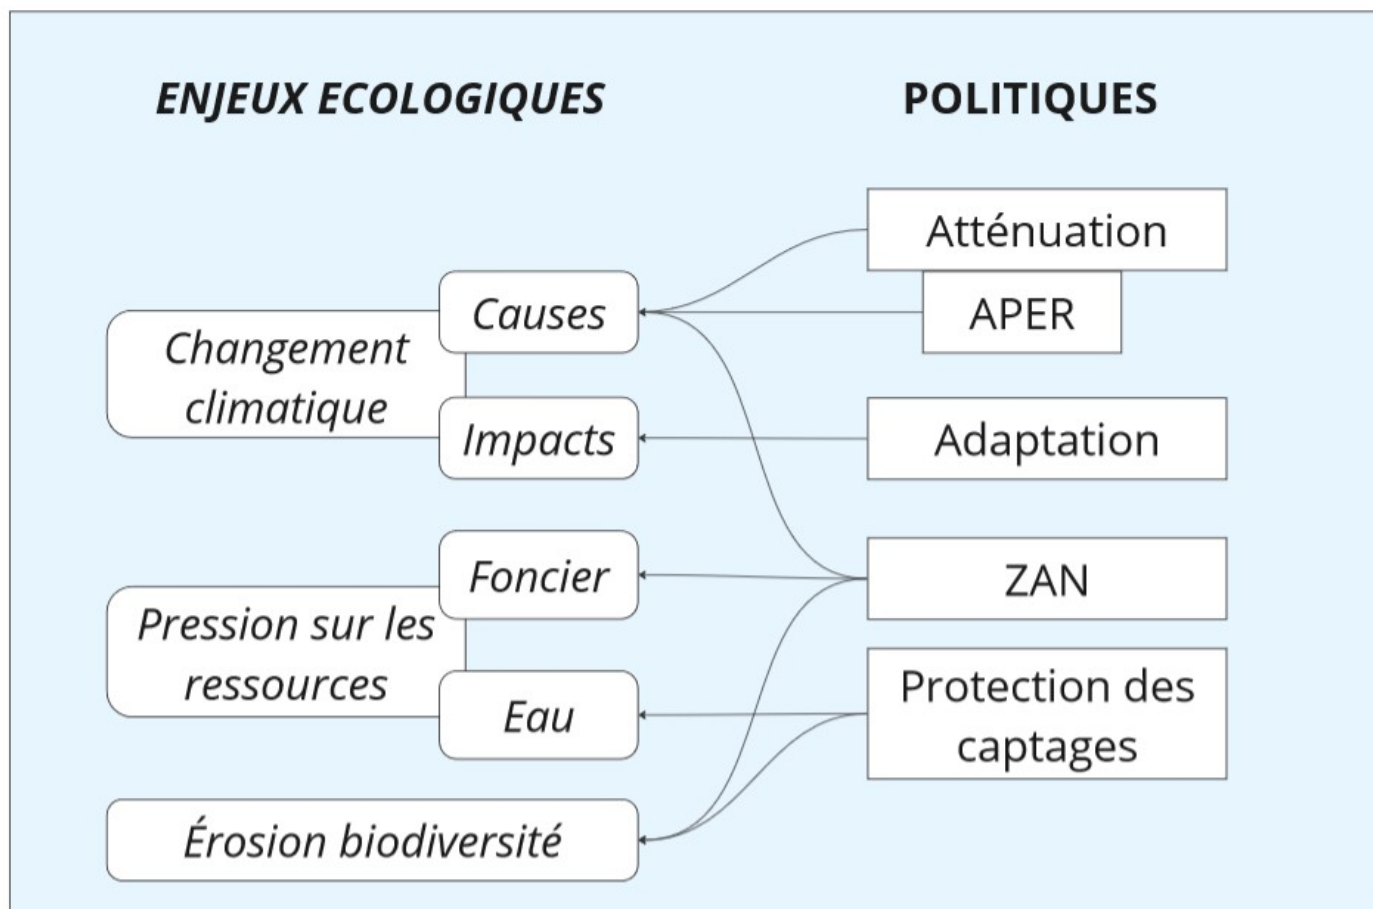 ENJEUX ECOLOGIQUES
POLITIQUES
Atténuation
APER
Causes
Changement
climatique
Impacts
Adaptation
Foncier
ZAN
Pression sur les
ressources
Eau
Protection des
captages
Érosion biodiversité